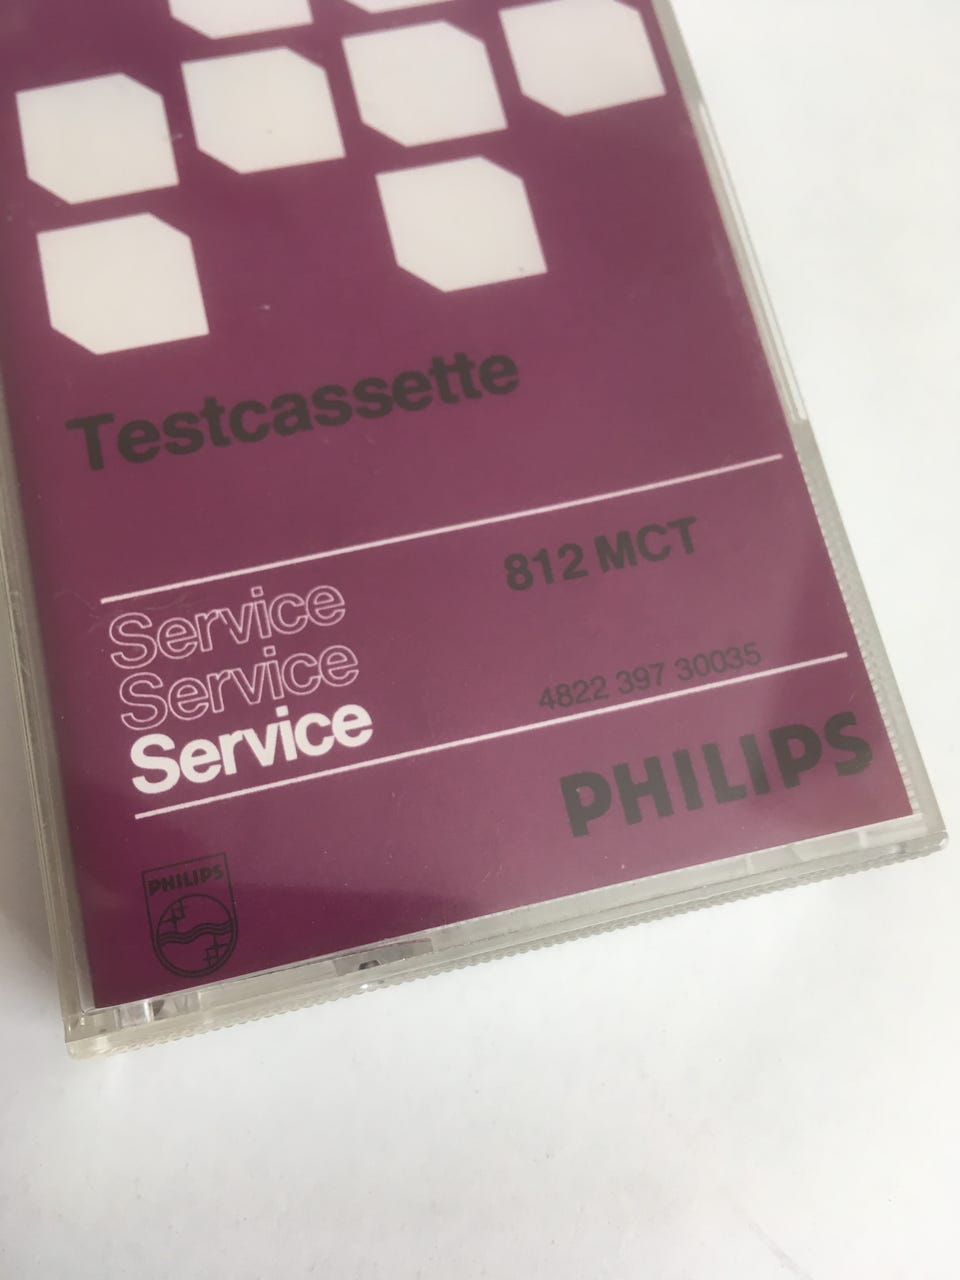 Testcassette
812 MCT
Service
Service
Service
4822 397 30035
PHILIPS
PHILIPS